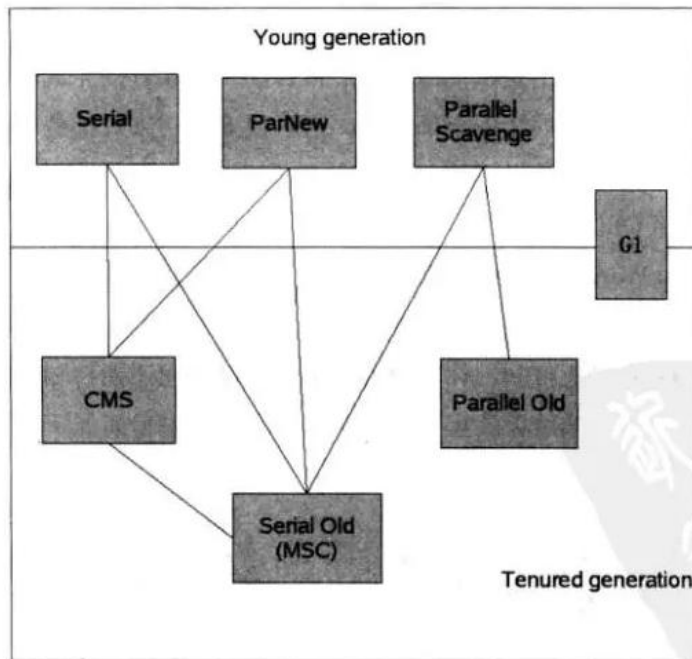 Young generation
Serial
ParNew
Parallel
Scavenge
G1
CMS
Parallel Old
Serial Old
(MSC)
Tenured generation